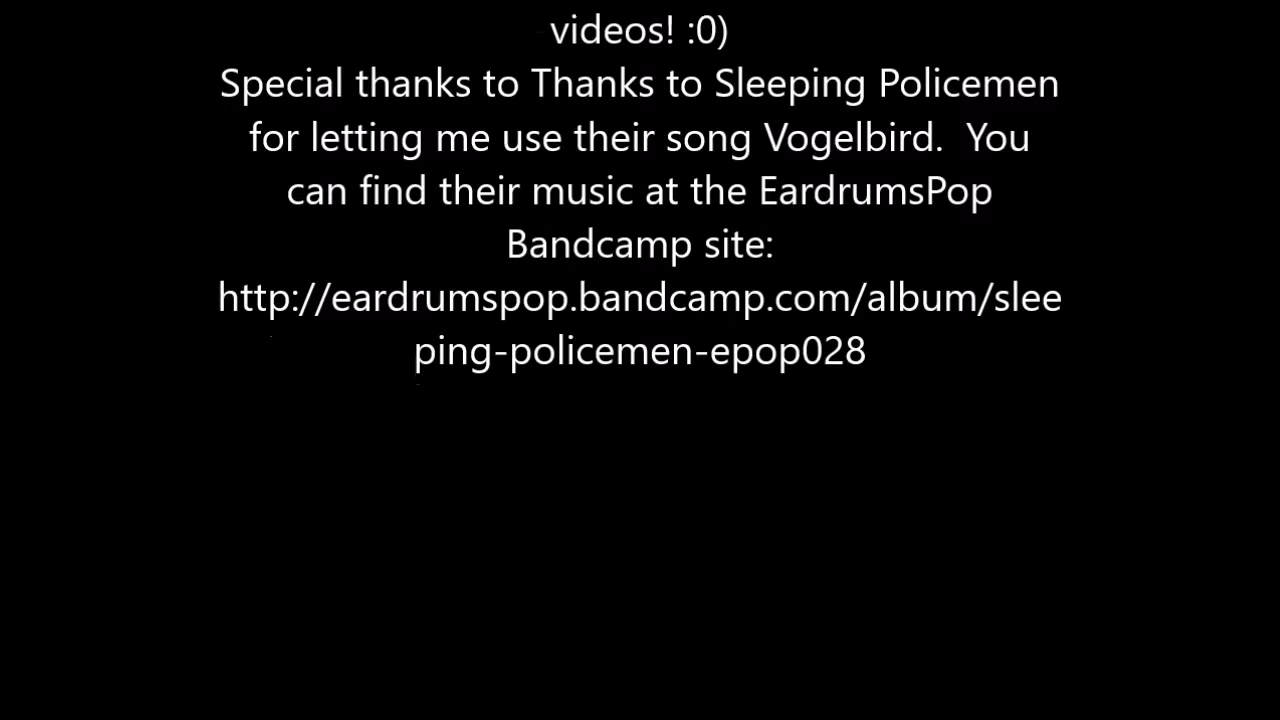 videos! :0)
Special thanks to Thanks to Sleeping Policemen
for letting me use their song Vogelbird.  You
can find their music at the EardrumsPop
Bandcamp site:
http://eardrumspop.bandcamp.com/album/slee
ping-policemen-epop028